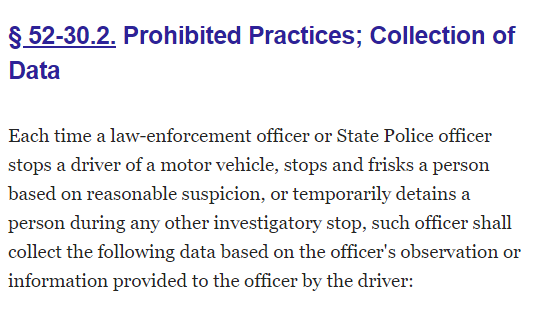 § 52-30.2. Prohibited Practices; Collection of
Data
Each time a law-enforcement officer or State Police officer
stops a driver of a motor vehicle, stops and frisks a person
based on reasonable suspicion, or temporarily detains a
person during any other investigatory stop, such officer shall
collect the following data based on the officer's observation or
information provided to the officer by the driver: